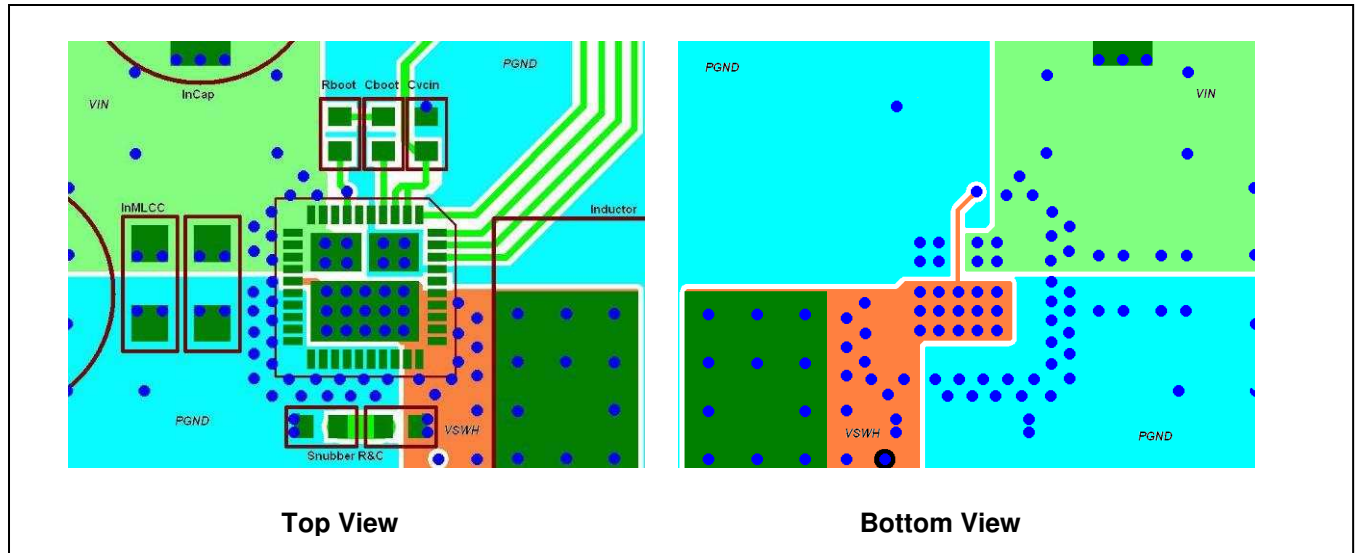 PGND
Rboot Cboot Cvcin
InCap
VIN
InMLCC
Inductor
PGND
VSWH
Snubber R&C
Top View
PGND
VIN
VSWH
PGND
Bottom View